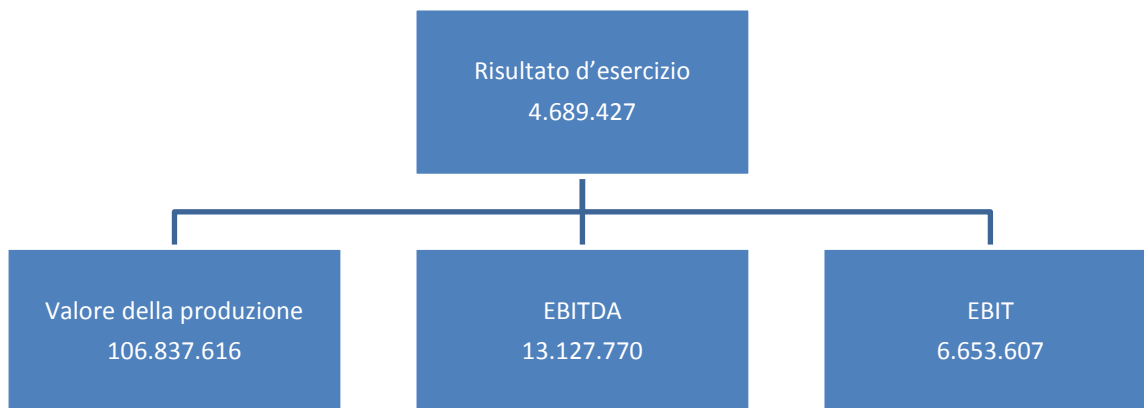 Risultato d’esercizio
4.689.427
Valore della produzione
106.837.616
EBITDA
13.127.770
EBIT
6.653.607